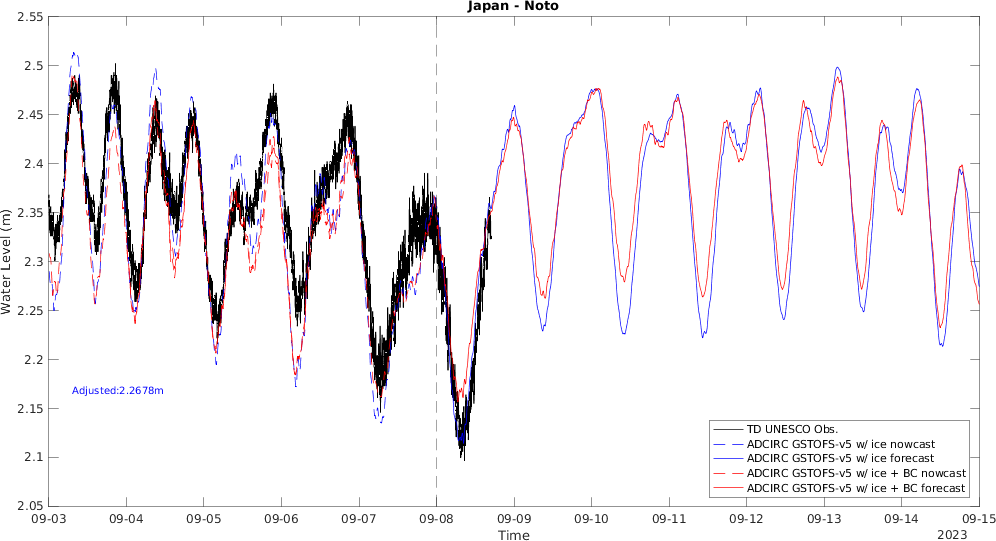 Japan - Noto
2.55
2.5
2.45
2.4
2.35
2.3
2.25
2.2
2.15
2.1
2.05
Water Level (m)
Adjusted:2.2678m
TD UNESCO Obs.
ADCIRC GSTOFS-v5 w/ ice nowcast
ADCIRC GSTOFS-v5 w/ ice forecast
ADCIRC GSTOFS-v5 w/ ice + BC nowcast
ADCIRC GSTOFS-v5 w/ ice + BC forecast
09-03 09-04 09-05 09-06 09-07 09-08 09-09 09-10 09-11 09-12 09-13 09-14 09-15
Time
2023